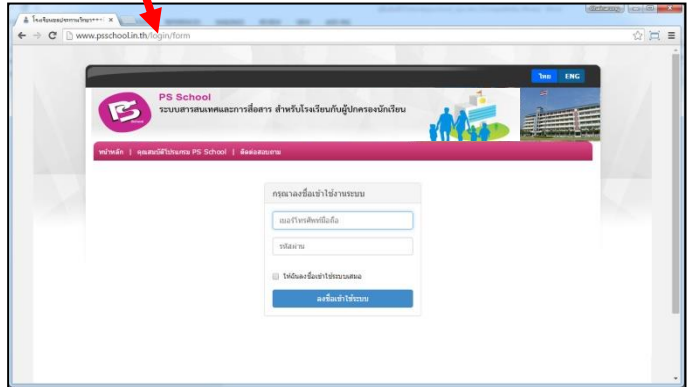 www.psschool.in.th/login/form
ไทย ENG
PS School
ระบบสารสนเทศและการสื่อสาร สำหรับโรงเรียนกับผู้ปกครองนักเรียน
PS
หน้าหลัก | คุณสมบัติโปรแกรม PS School | ติดต่อสอบถาม
กรุณาลงชื่อเข้าใช้งานระบบ
เบอร์โทรศัพท์มือถือ
รหัสผ่าน
ให้ฉันลงชื่อเข้าใช้ระบบเสมอ
ลงชื่อเข้าใช้ระบบ